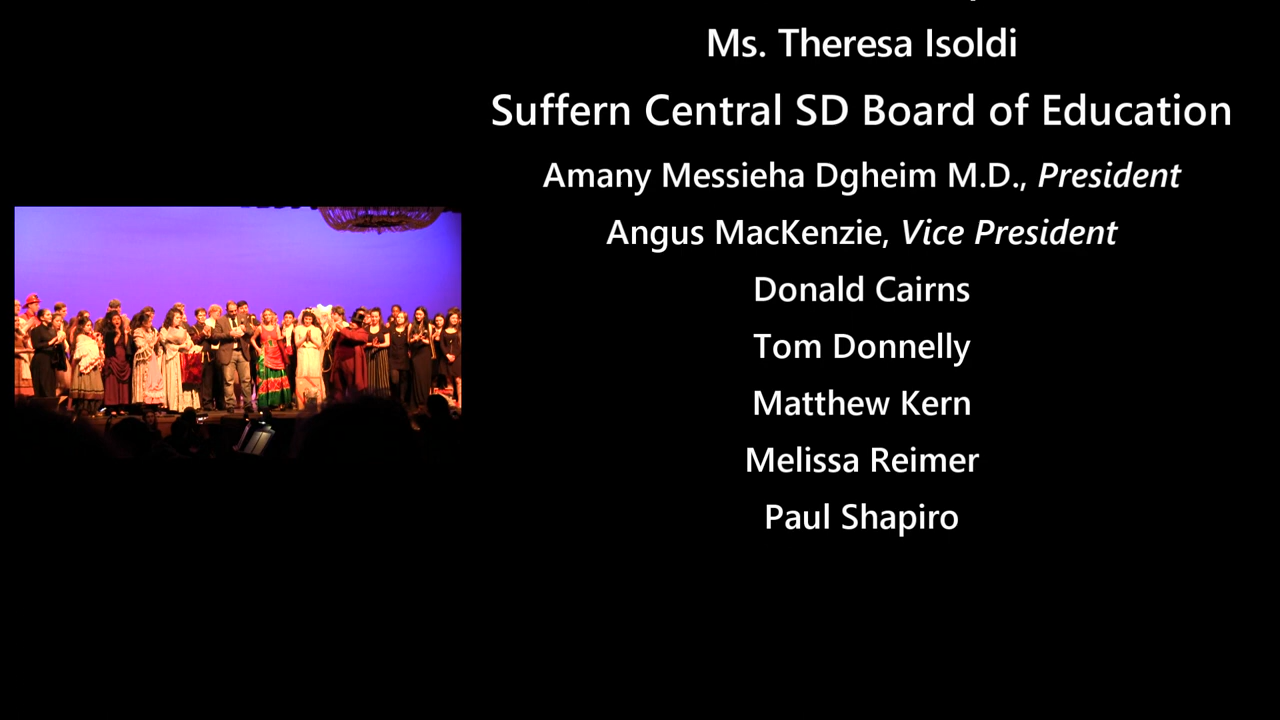 Ms. Theresa Isoldi
Suffern Central SD Board of Education
Amany Messieha Dgheim M.D., President
Angus MacKenzie, Vice President
Donald Cairns
Tom Donnelly
Matthew Kern
Melissa Reimer
Paul Shapiro